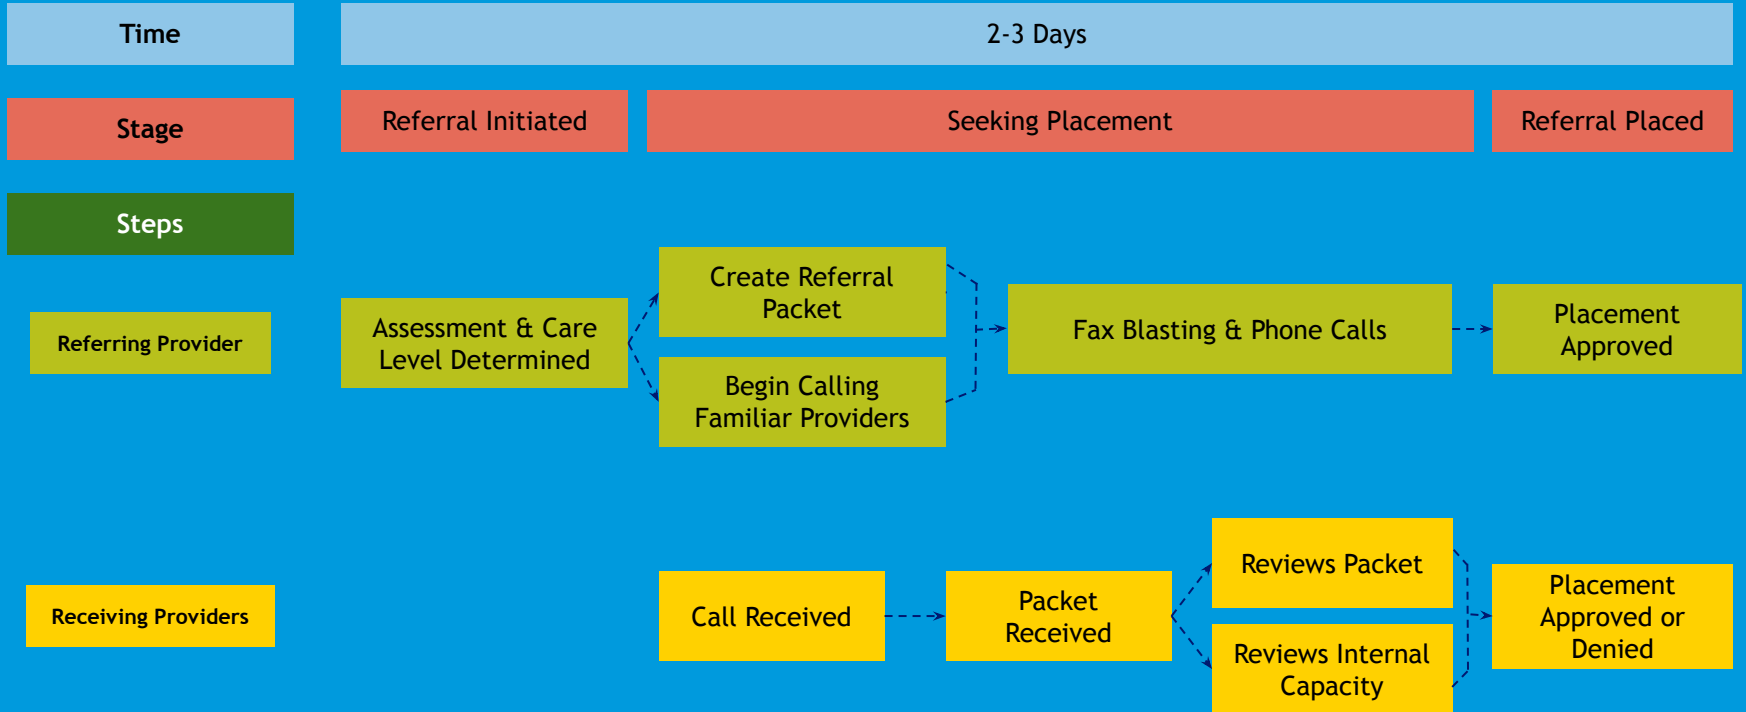 Time
2-3 Days
Stage
Referral Initiated
Seeking Placement
Referral Placed
Steps
Referring Provider
Assessment & Care
Level Determined
Create Referral
Packet
Begin Calling
Familiar Providers
Fax Blasting & Phone Calls
Placement
Approved
Receiving Providers
Call Received
Packet
Received
Reviews Packet
Reviews Internal
Capacity
Placement
Approved or
Denied